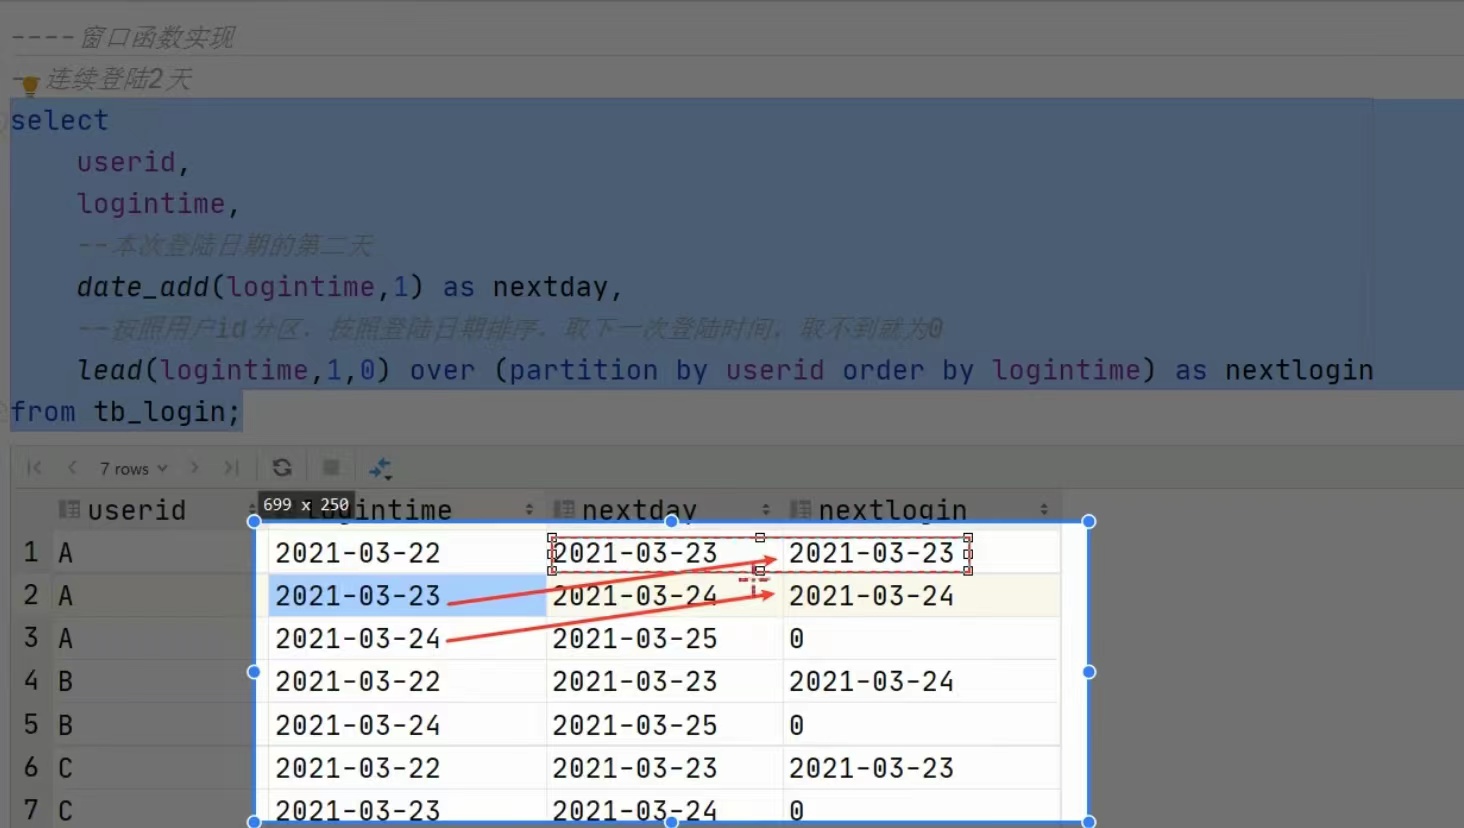 ----窗口函数实现
--连续登陆2天
select
userid,
logintime,
--本次登陆日期的第二天
date_add(logintime,1) as nextday,
--按照用户id分区，按照登陆日期排序，取下一次登陆时间，取不到就为0
lead(logintime,1,0) over (partition by userid order by logintime) as nextlogin
from tb_login;
7 rows
userid logintime nextday nextlogin
699 x 250
1 A 2021-03-22 2021-03-23 2021-03-23
2 A 2021-03-23 2021-03-24 2021-03-24
3 A 2021-03-24 2021-03-25 0
4 B 2021-03-22 2021-03-23 2021-03-24
5 B 2021-03-24 2021-03-25 0
6 C 2021-03-22 2021-03-23 2021-03-23
7 C 2021-03-23 2021-03-24 0